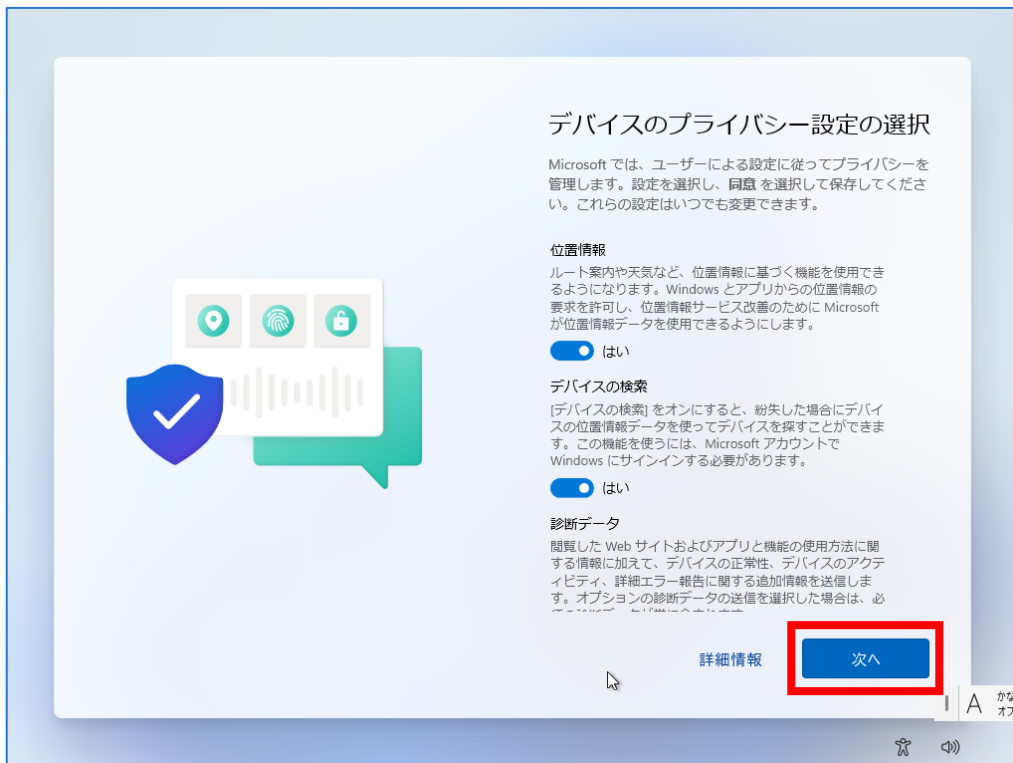 デバイスのプライバシー設定の選択
Microsoft では、ユーザーによる設定に従ってプライバシーを
管理します。設定を選択し、同意 を選択して保存してくださ
い。これらの設定はいつでも変更できます。
位置情報
ルート案内や天気など、位置情報に基づく機能を使用でき
るようになります。Windows とアプリからの位置情報の
要求を許可し、位置情報サービス改善のために Microsoft
が位置情報データを使用できるようにします。
はい
デバイスの検索
[デバイスの検索] をオンにすると、紛失した場合にデバイ
スの位置情報データを使ってデバイスを探すことができま
す。この機能を使うには、Microsoft アカウントで
Windows にサインインする必要があります。
はい
診断データ
閲覧した Web サイトおよびアプリと機能の使用方法に関
する情報に加えて、デバイスの正常性、デバイスのアクテ
ィビティ、詳細エラー報告に関する追加情報を送信しま
す。オプションの診断データの送信を選択した場合は、必
詳細情報
次へ
A
かな
オフ